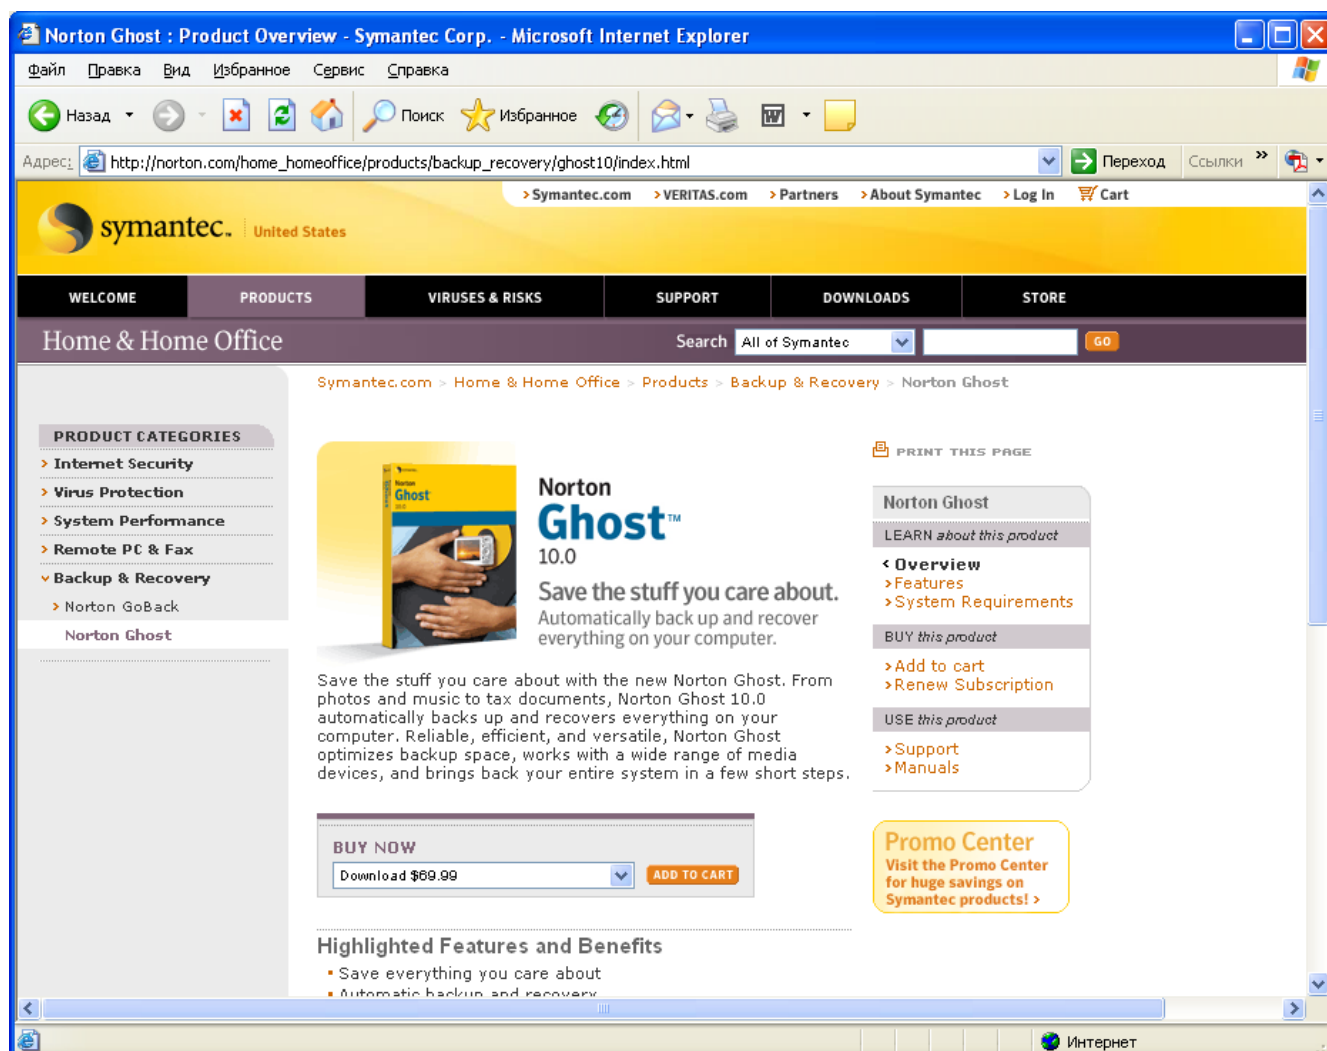 Norton Ghost : Product Overview - Symantec Corp. - Microsoft Internet Explorer
Файл Правка Вид Избранное Сервис Справка
Назад Поиск Избранное
Адрес: http://norton.com/home_homeoffice/products/backup_recovery/ghost10/index.html Переход Ссылки »
> Symantec.com > VERITAS.com > Partners > About Symantec > Log In Cart
symantec. United States
WELCOME PRODUCTS VIRUSES & RISKS SUPPORT DOWNLOADS STORE
Home & Home Office Search All of Symantec GO
Symantec.com > Home & Home Office > Products > Backup & Recovery > Norton Ghost
PRODUCT CATEGORIES
> Internet Security
> Virus Protection
> System Performance
> Remote PC & Fax
Backup & Recovery
> Norton GoBack
Norton Ghost
Norton
Ghost
10.0
Norton
Ghost™
10.0
Save the stuff you care about.
Automatically back up and recover
everything on your computer.
Save the stuff you care about with the new Norton Ghost. From
photos and music to tax documents, Norton Ghost 10.0
automatically backs up and recovers everything on your
computer. Reliable, efficient, and versatile, Norton Ghost
optimizes backup space, works with a wide range of media
devices, and brings back your entire system in a few short steps.
BUY NOW
Download $69.99 ADD TO CART
Highlighted Features and Benefits
▪ Save everything you care about
▪ Automatic backup and recovery
PRINT THIS PAGE
Norton Ghost
LEARN about this product
< Overview
> Features
> System Requirements
BUY this product
> Add to cart
> Renew Subscription
USE this product
> Support
> Manuals
Promo Center
Visit the Promo Center
for huge savings on
Symantec products! >
Интернет